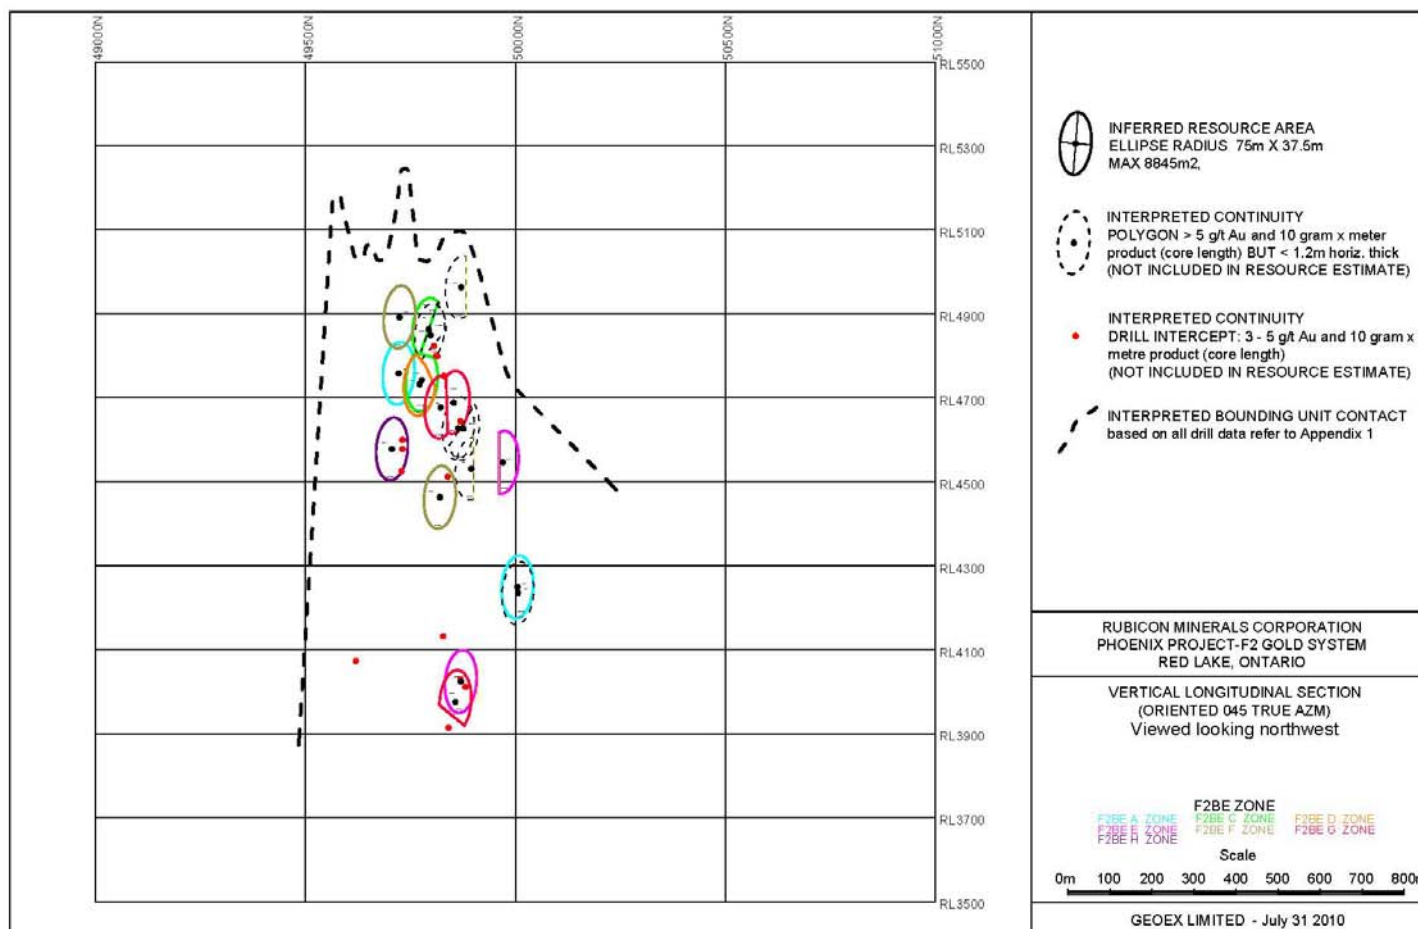 49000N
49500N
50000N
50500N
51000N
RL5500
RL5300
RL5100
RL4900
RL4700
RL4500
RL4300
RL4100
RL3900
RL3700
RL3500
INFERRED RESOURCE AREA
ELLIPSE RADIUS 75m X 37.5m
MAX 8845m2,
INTERPRETED CONTINUITY
POLYGON > 5 g/t Au and 10 gram x meter
product (core length) BUT < 1.2m horiz. thick
(NOT INCLUDED IN RESOURCE ESTIMATE)
INTERPRETED CONTINUITY
DRILL INTERCEPT: 3 - 5 g/t Au and 10 gram x
metre product (core length)
(NOT INCLUDED IN RESOURCE ESTIMATE)
INTERPRETED BOUNDING UNIT CONTACT
based on all drill data refer to Appendix 1
RUBICON MINERALS CORPORATION
PHOENIX PROJECT-F2 GOLD SYSTEM
RED LAKE, ONTARIO
VERTICAL LONGITUDINAL SECTION
(ORIENTED 045 TRUE AZM)
Viewed looking northwest
F2BE ZONE
F2BE A ZONE F2BE C ZONE F2BE D ZONE
F2BE E ZONE F2BE F ZONE F2BE G ZONE
F2BE H ZONE
Scale
0m 100 200 300 400 500 600 700 800m
GEOEX LIMITED - July 31 2010